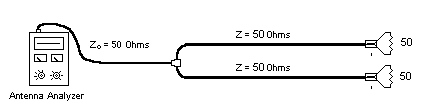 Zo = 50 Ohms
Z = 50 Ohms
50
Z = 50 Ohms
50
Antenna Analyzer